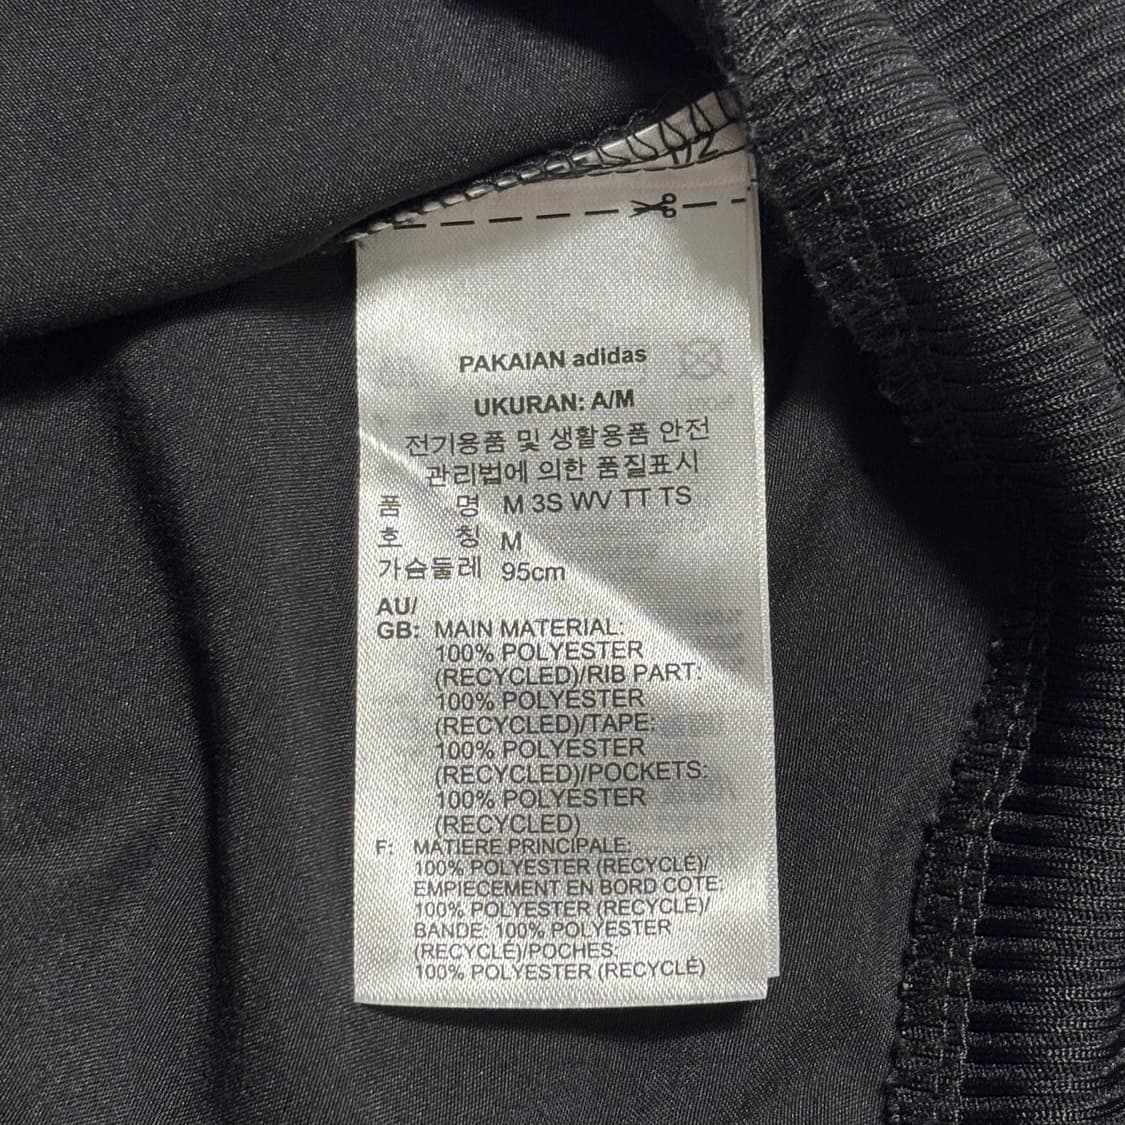 1/2
PAKAIAN adidas
UKURAN: A/M
전기용품 및 생활용품 안전
관리법에 의한 품질표시
품 명 M 3S WV TT TS
호 칭 M
가슴둘레 95cm
AU/
GB: MAIN MATERIAL:
100% POLYESTER
(RECYCLED)/RIB PART:
100% POLYESTER
(RECYCLED)/TAPE:
100% POLYESTER
(RECYCLED)/POCKETS:
100% POLYESTER
(RECYCLED)
F: MATIERE PRINCIPALE:
100% POLYESTER (RECYCLÉ)/
EMPIECEMENT EN BORD COTE:
100% POLYESTER (RECYCLÉ)/
BANDE: 100% POLYESTER
(RECYCLÉ)/POCHES:
100% POLYESTER (RECYCLÉ)